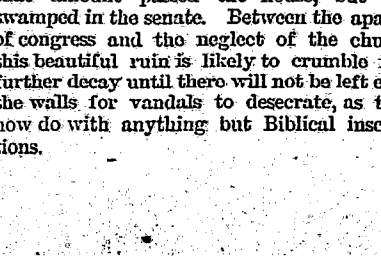 swamped in the senate. Between the apa
of congress and the neglect of the chu
this beautiful ruin is likely to crumble
further decay until there will not be left e
the walls for vandals to desecrate, as t
now do with anything but Biblical insc
tions.